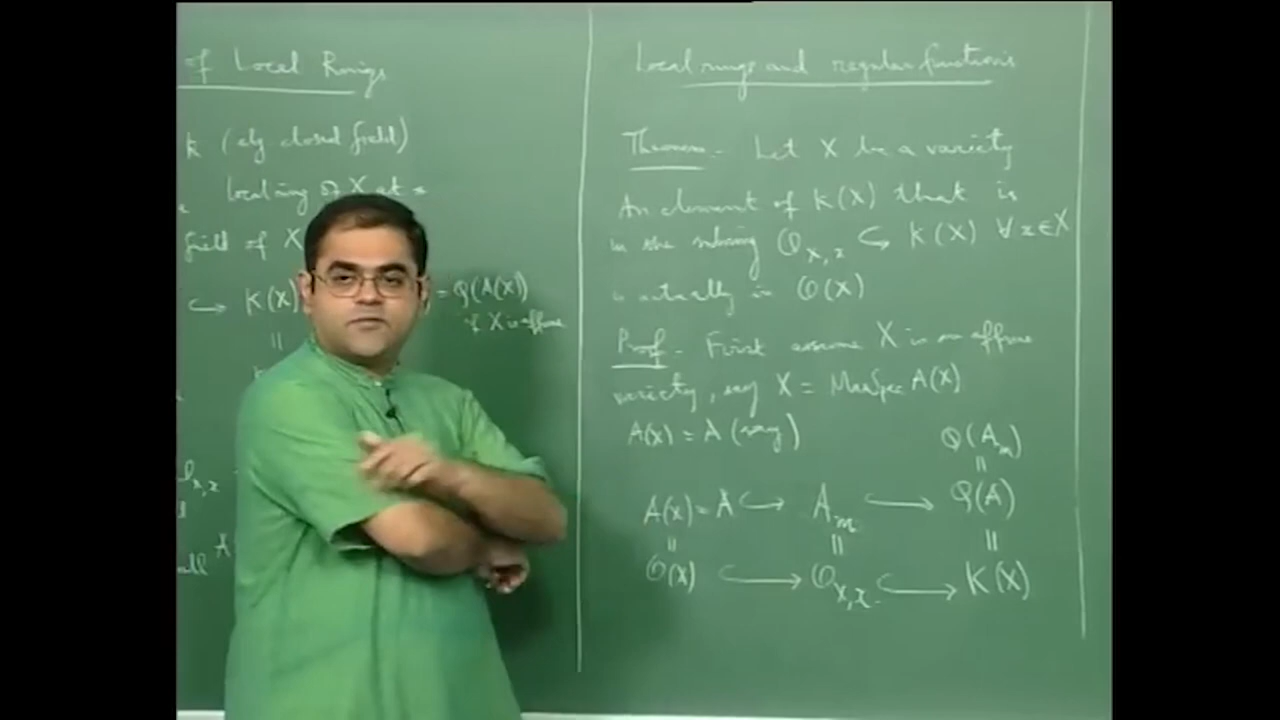 of Local Rings
k (alg closed field)
local ring of X at x
field of X
↪ K(X) = Q(A(X))
if X is affine
=
Local rings and regular functions
Theorem. Let X be a variety
An element of K(X) that is
in the subring O_{X,x} ↪ K(X) ∀ x ∈ X
is actually in O(X)
Proof. First assume X is an affine
variety, say X = MaxSpec A(X)
A(X) = A (say)
Q(A_m)
=
A(X) = A ↪ A_m ↪ Q(A)
= = =
O(X) ↪ O_{X,x} ↪ K(X)